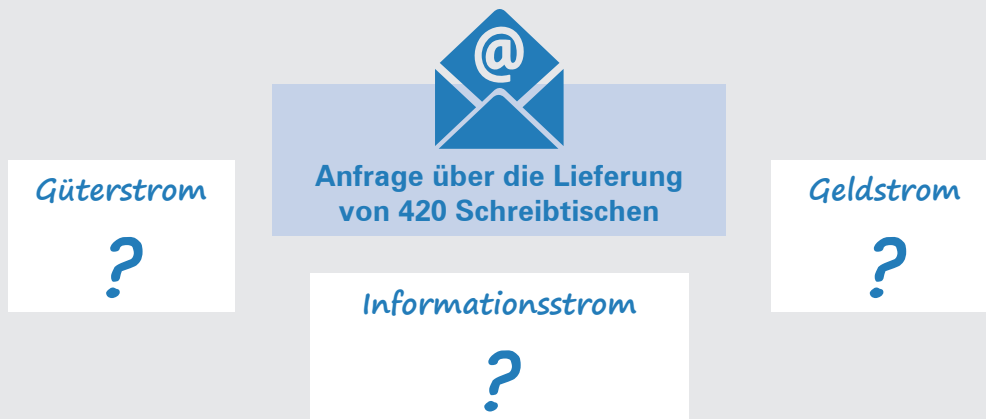 @
Anfrage über die Lieferung
von 420 Schreibtischen
Güterstrom
?
Geldstrom
?
Informationsstrom
?